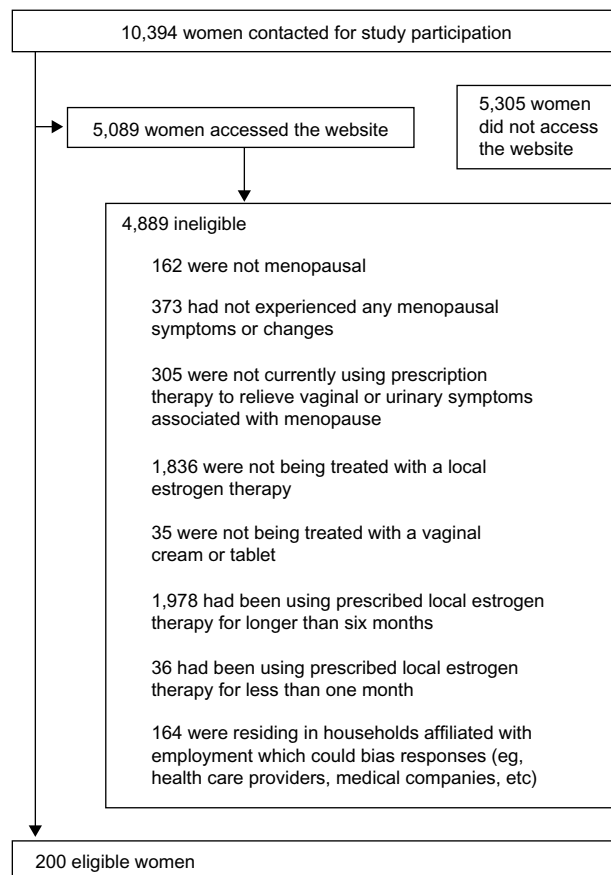 10,394 women contacted for study participation
5,089 women accessed the website
5,305 women
did not access
the website
4,889 ineligible
162 were not menopausal
373 had not experienced any menopausal
symptoms or changes
305 were not currently using prescription
therapy to relieve vaginal or urinary symptoms
associated with menopause
1,836 were not being treated with a local
estrogen therapy
35 were not being treated with a vaginal
cream or tablet
1,978 had been using prescribed local estrogen
therapy for longer than six months
36 had been using prescribed local estrogen
therapy for less than one month
164 were residing in households affiliated with
employment which could bias responses (eg,
health care providers, medical companies, etc)
200 eligible women